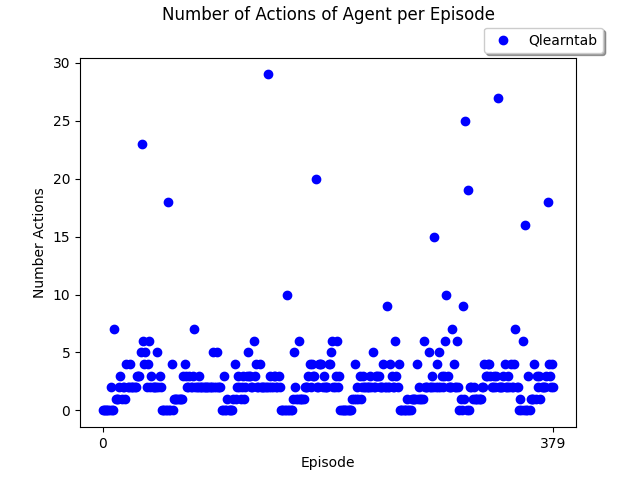 Number of Actions of Agent per Episode
Qlearntab
30
25
20
15
10
5
0
Number Actions
0
379
Episode